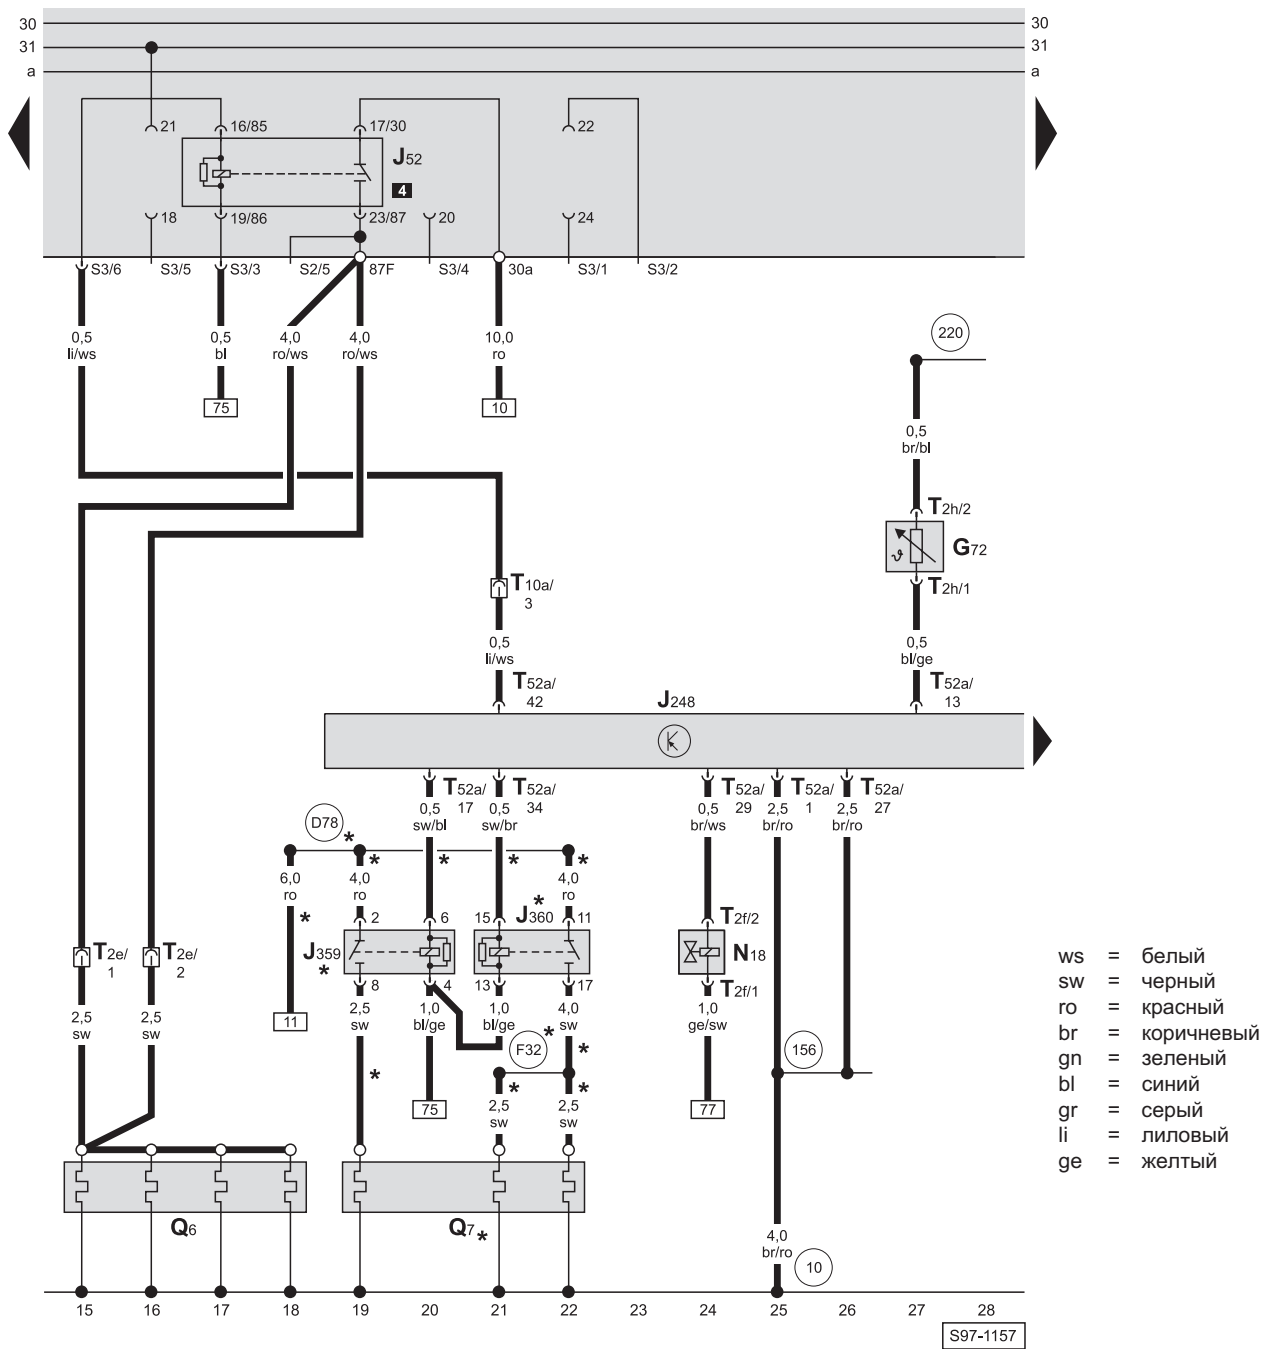 30 30
31 31
a a
21 16/85 17/30 22
J52
4
18 19/86 23/87 20 24
S3/6 S3/5 S3/3 S2/5 87F S3/4 30a S3/1 S3/2
0,5 0,5 4,0 4,0 10,0
li/ws bl ro/ws ro/ws ro
220
75 10
0,5
br/bl
T2h/2
G72
T10a/
3
T2h/1
0,5 0,5
li/ws bl/ge
T52a/ T52a/
42 J248 13
T52a/ T52a/ T52a/ T52a/ T52a/
17 34 29 1 27
0,5 0,5 0,5 2,5 2,5
sw/bl sw/br br/ws br/ro br/ro
D78 *
* * * *
6,0 4,0 4,0
ro ro ro
*
2 6 15 J360 * 11 T2f/2
J359 * N18
T2e/ T2e/
1 2
8 4 13 17 T2f/1
2,5 2,5 11 2,5 1,0 1,0 4,0 1,0
sw sw sw bl/ge bl/ge sw ge/sw
F32 * 156
* * * *
75 2,5 2,5 77
sw sw
Q6 Q7 *
4,0
br/ro 10
15 16 17 18 19 20 21 22 23 24 25 26 27 28
S97-1157
ws = белый
sw = черный
ro = красный
br = коричневый
gn = зеленый
bl = синий
gr = серый
li = лиловый
ge = желтый